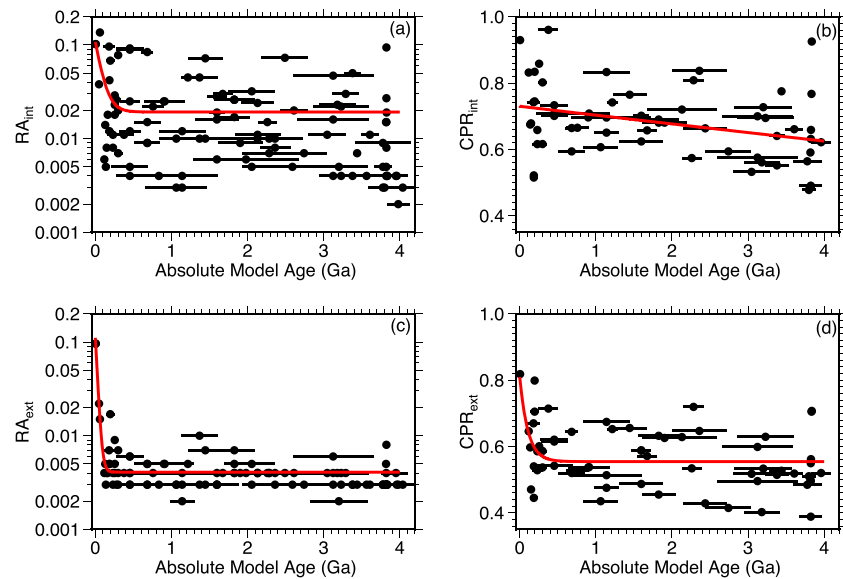 (a)
0.2
0.1
0.05
0.02
0.01
0.005
0.002
0.001
RAint
0 1 2 3 4
Absolute Model Age (Ga)
(b)
1.0
0.8
0.6
0.4
CPRint
0 1 2 3 4
Absolute Model Age (Ga)
(c)
0.2
0.1
0.05
0.02
0.01
0.005
0.002
0.001
RAext
0 1 2 3 4
Absolute Model Age (Ga)
(d)
1.0
0.8
0.6
0.4
CPRext
0 1 2 3 4
Absolute Model Age (Ga)